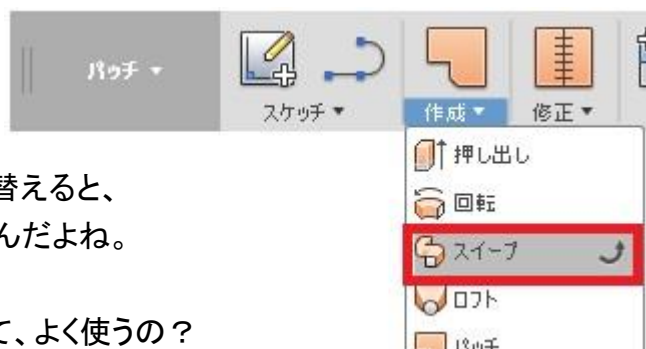 パッチ
スケッチ
作成
修正
押し出し
回転
スイープ
ロフト
パッチ
替えると、
んだよね。
て、よく使うの？